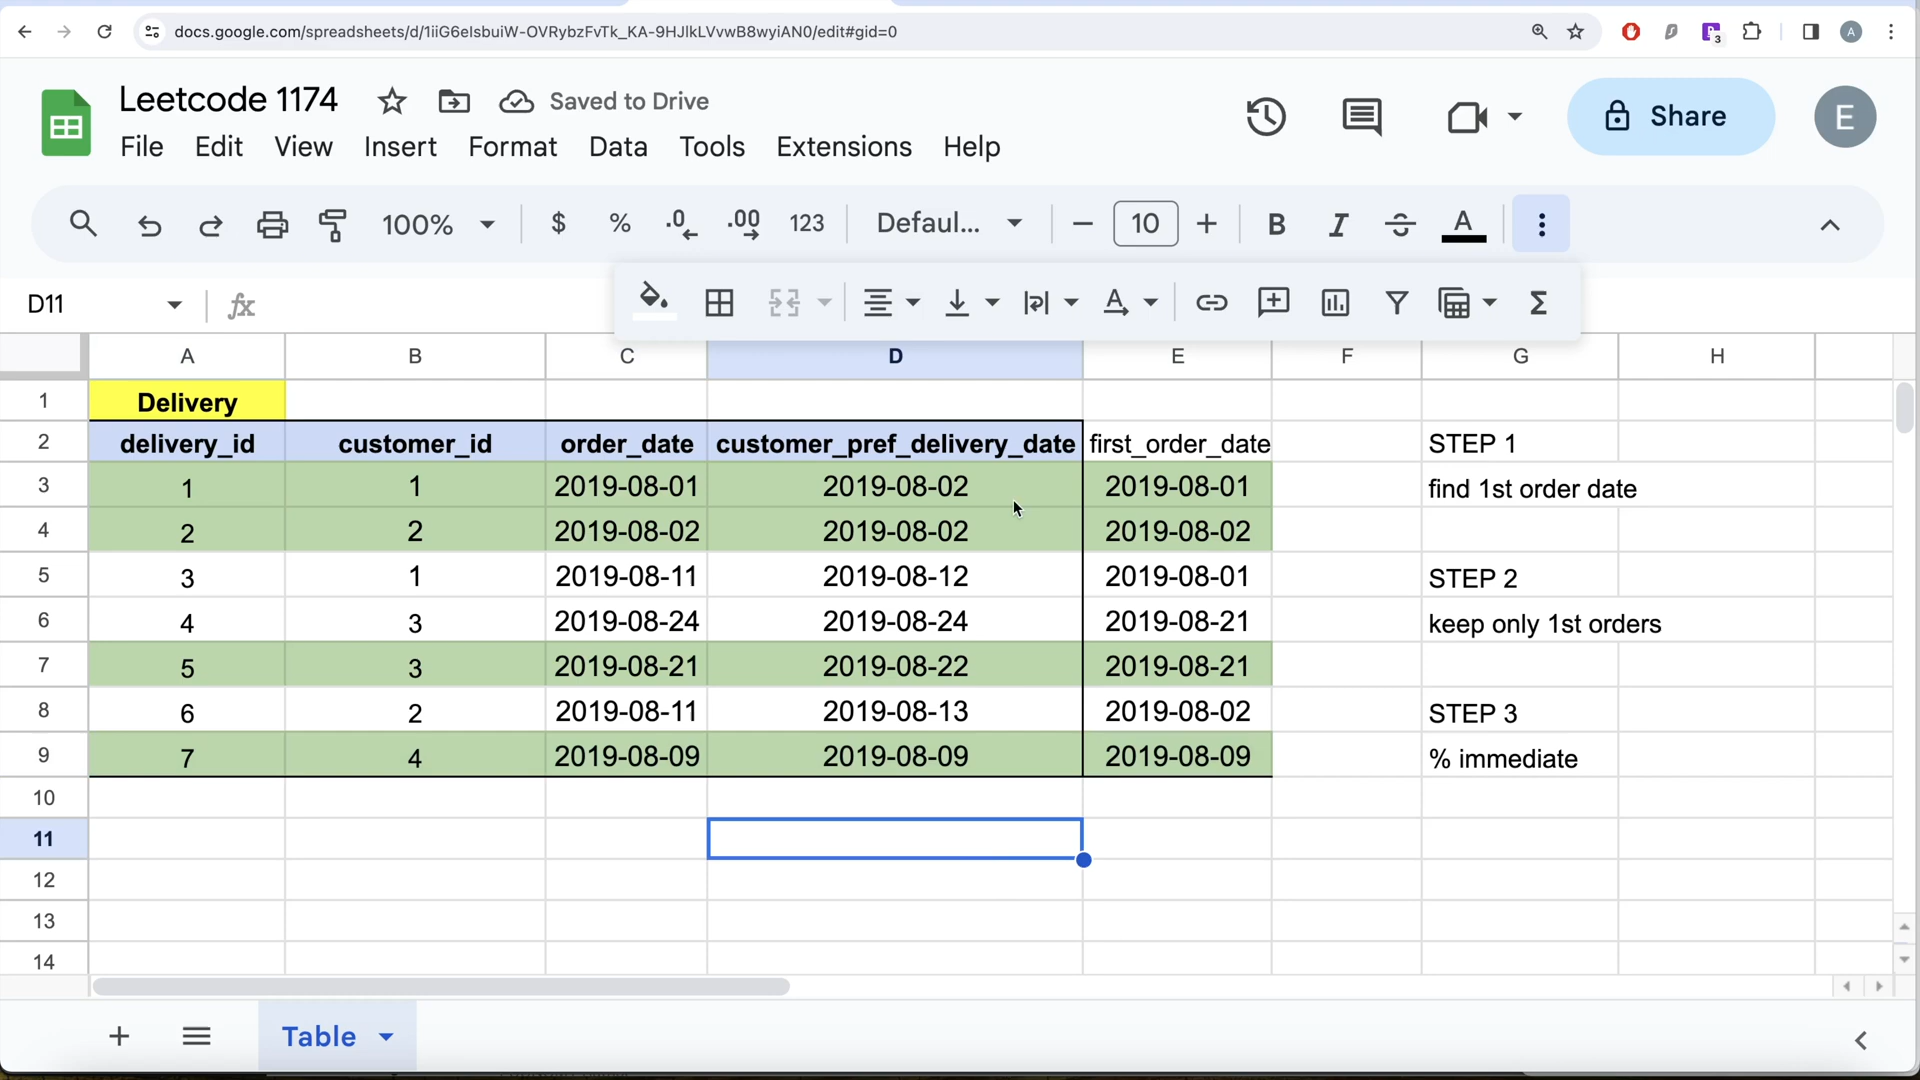 docs.google.com/spreadsheets/d/1iiG6eIsbuiW-OVRybzFvTk_KA-9HJlkLVvwB8wyiAN0/edit#gid=0
3
A
Leetcode 1174
Saved to Drive
File Edit View Insert Format Data Tools Extensions Help
Share
E
100%
$ % .0 .00 123
Defaul...
10
B I S A
D11
fx
A B C D E F G H
1 Delivery
2 delivery_id customer_id order_date customer_pref_delivery_date first_order_date STEP 1
3 1 1 2019-08-01 2019-08-02 2019-08-01 find 1st order date
4 2 2 2019-08-02 2019-08-02 2019-08-02
5 3 1 2019-08-11 2019-08-12 2019-08-01 STEP 2
6 4 3 2019-08-24 2019-08-24 2019-08-21 keep only 1st orders
7 5 3 2019-08-21 2019-08-22 2019-08-21
8 6 2 2019-08-11 2019-08-13 2019-08-02 STEP 3
9 7 4 2019-08-09 2019-08-09 2019-08-09 % immediate
10
11
12
13
14
Table